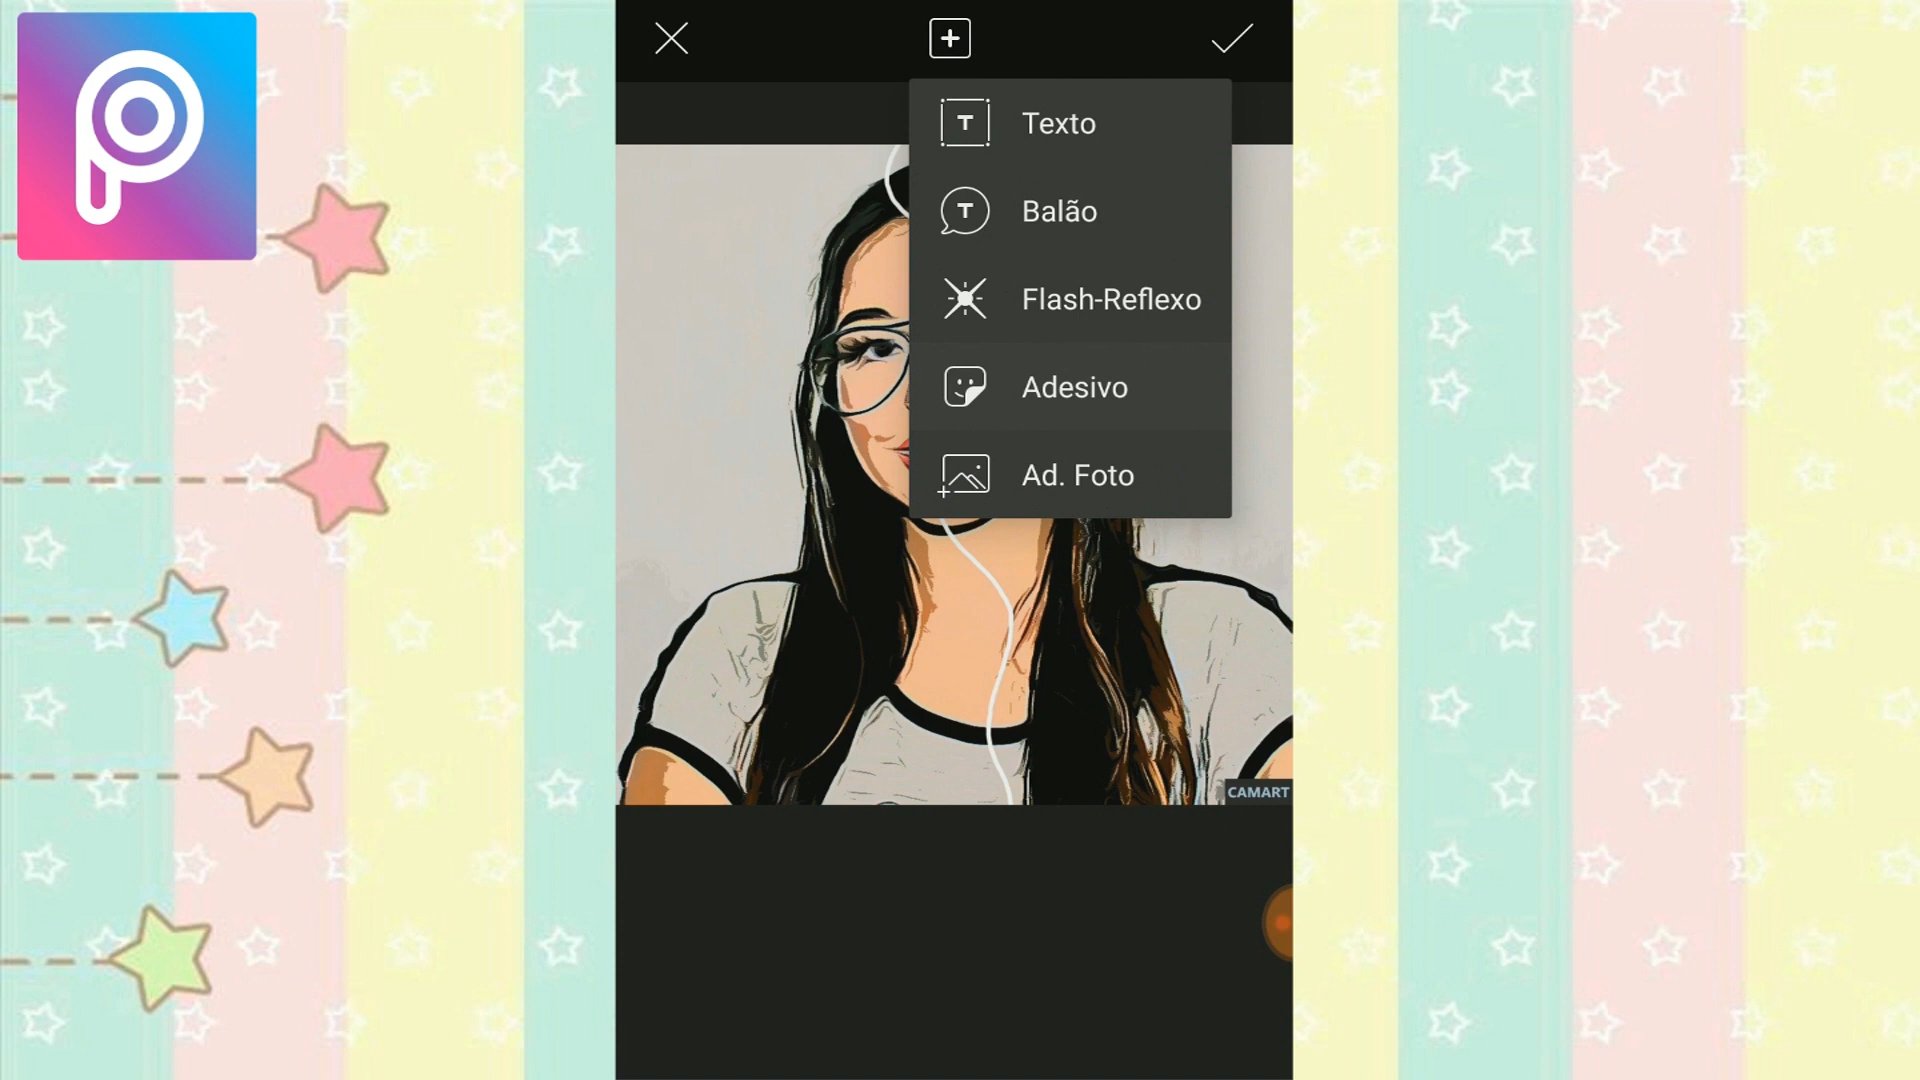 Texto
Balão
Flash-Reflexo
Adesivo
Ad. Foto
CAMART